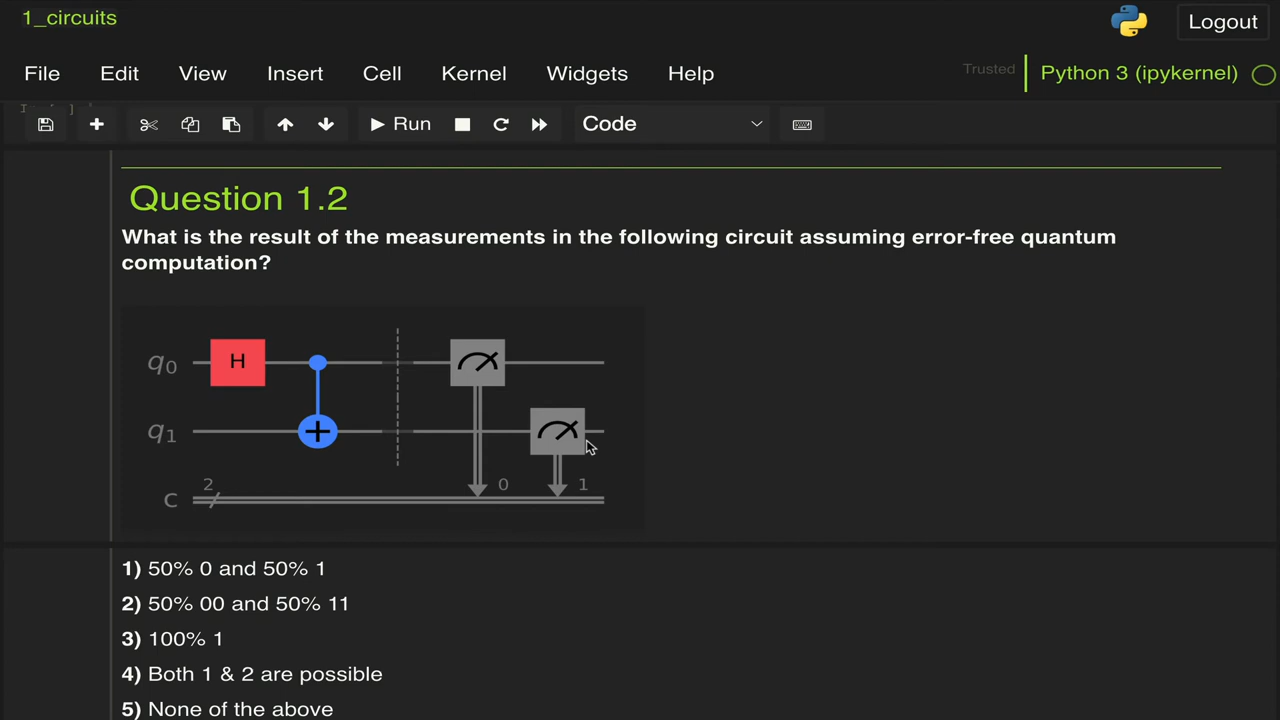 1_circuits
Logout
File Edit View Insert Cell Kernel Widgets Help
Trusted
Python 3 (ipykernel)
Run
Code
Question 1.2
What is the result of the measurements in the following circuit assuming error-free quantum
computation?
q0 H
q1 +
c 2 0 1
1) 50% 0 and 50% 1
2) 50% 00 and 50% 11
3) 100% 1
4) Both 1 & 2 are possible
5) None of the above